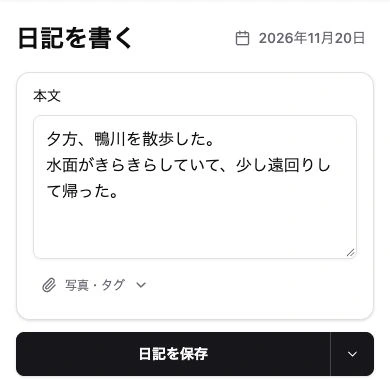 日記を書く
2026年11月20日
本文
夕方、鴨川を散歩した。
水面がきらきらしていて、少し遠回りし
て帰った。
写真・タグ
日記を保存